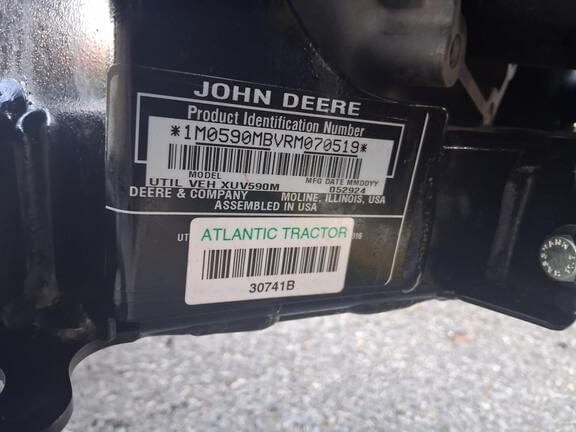 JOHN DEERE
Product Identification Number
*1M0590MBVRM070519*
MODEL MFG DATE MMDDYY
UTIL VEH XUV590M 052924
DEERE & COMPANY MOLINE, ILLINOIS, USA
ASSEMBLED IN USA
UT
ATLANTIC TRACTOR
30741B